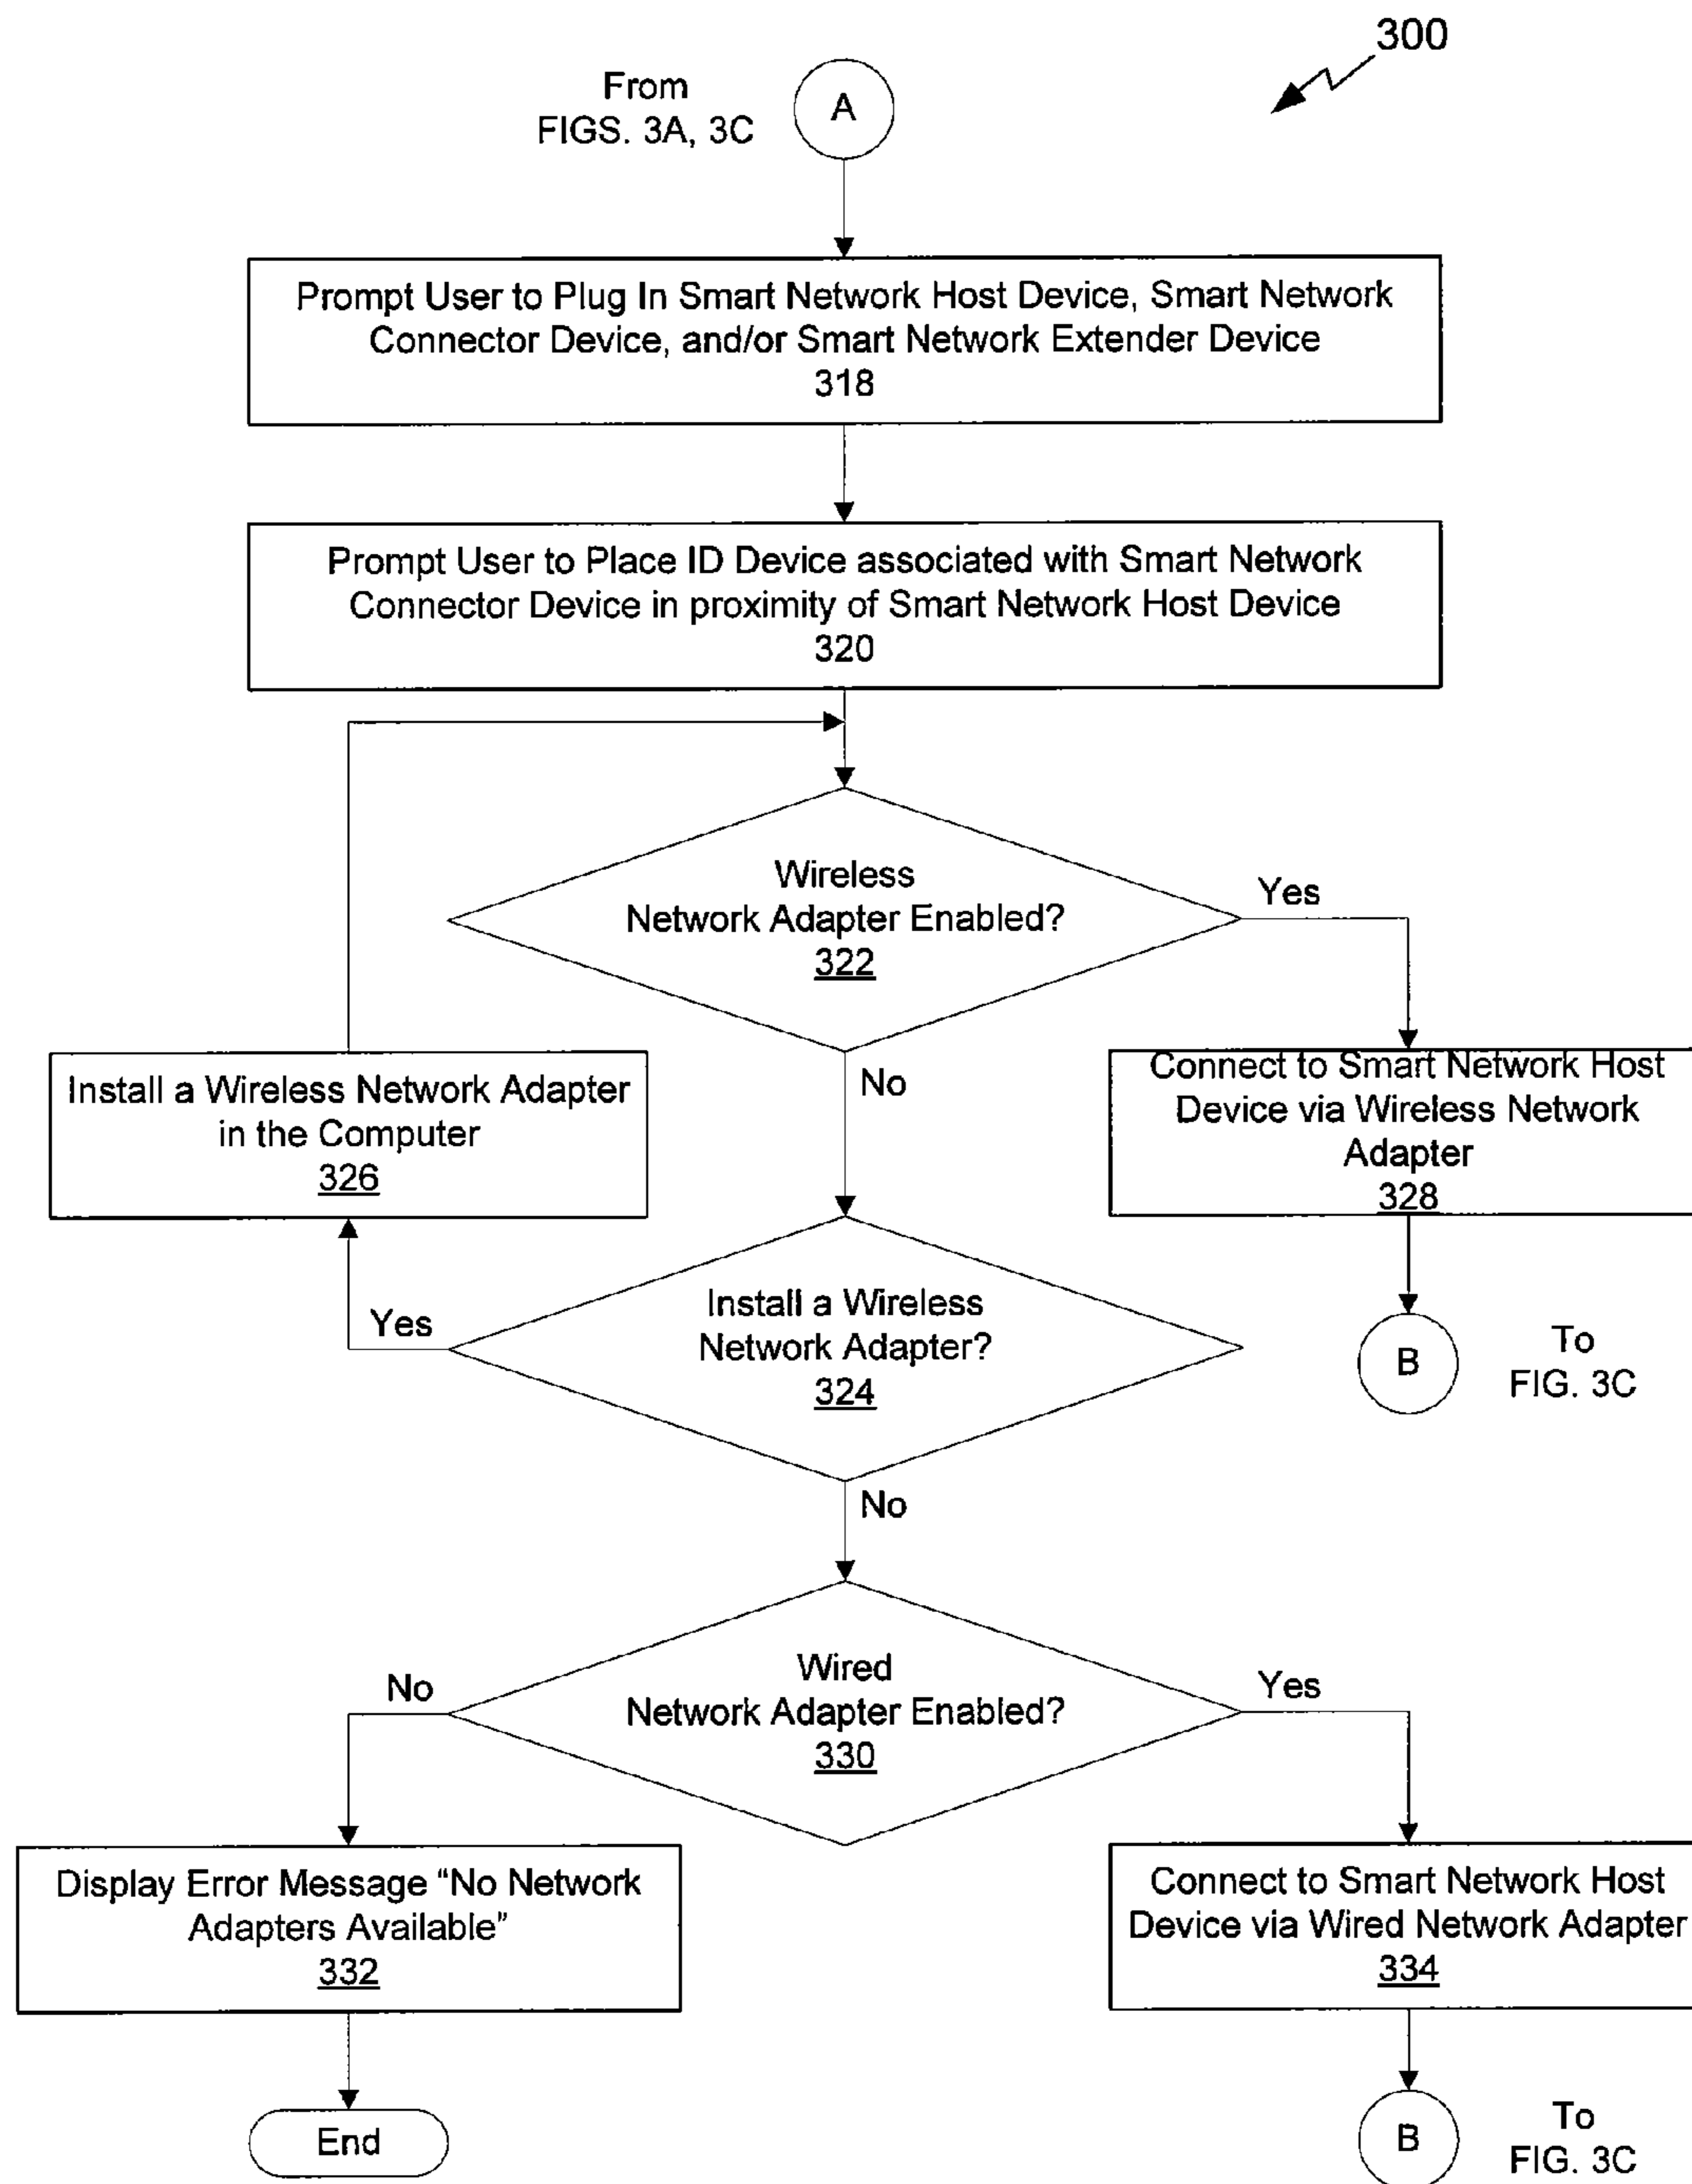 300
From
FIGS. 3A, 3C
A
Prompt User to Plug In Smart Network Host Device, Smart Network
Connector Device, and/or Smart Network Extender Device
318
Prompt User to Place ID Device associated with Smart Network
Connector Device in proximity of Smart Network Host Device
320
Wireless
Network Adapter Enabled?
322
Yes
No
Install a Wireless Network Adapter
in the Computer
326
Connect to Smart Network Host
Device via Wireless Network
Adapter
328
Yes
Install a Wireless
Network Adapter?
324
B
To
FIG. 3C
No
Wired
Network Adapter Enabled?
330
No
Yes
Display Error Message “No Network
Adapters Available”
332
Connect to Smart Network Host
Device via Wired Network Adapter
334
End
B
To
FIG. 3C